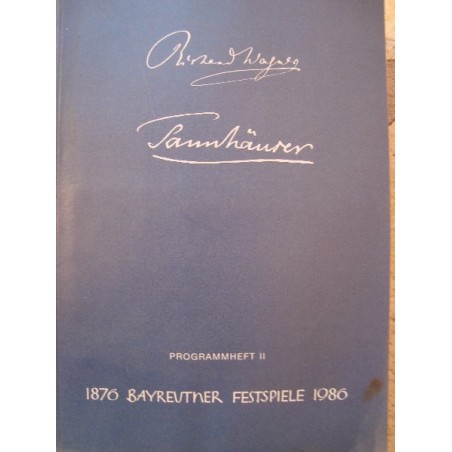 Richard Wagner
Tannhäuser
PROGRAMMHEFT II
1876 BAYREUTHER FESTSPIELE 1986